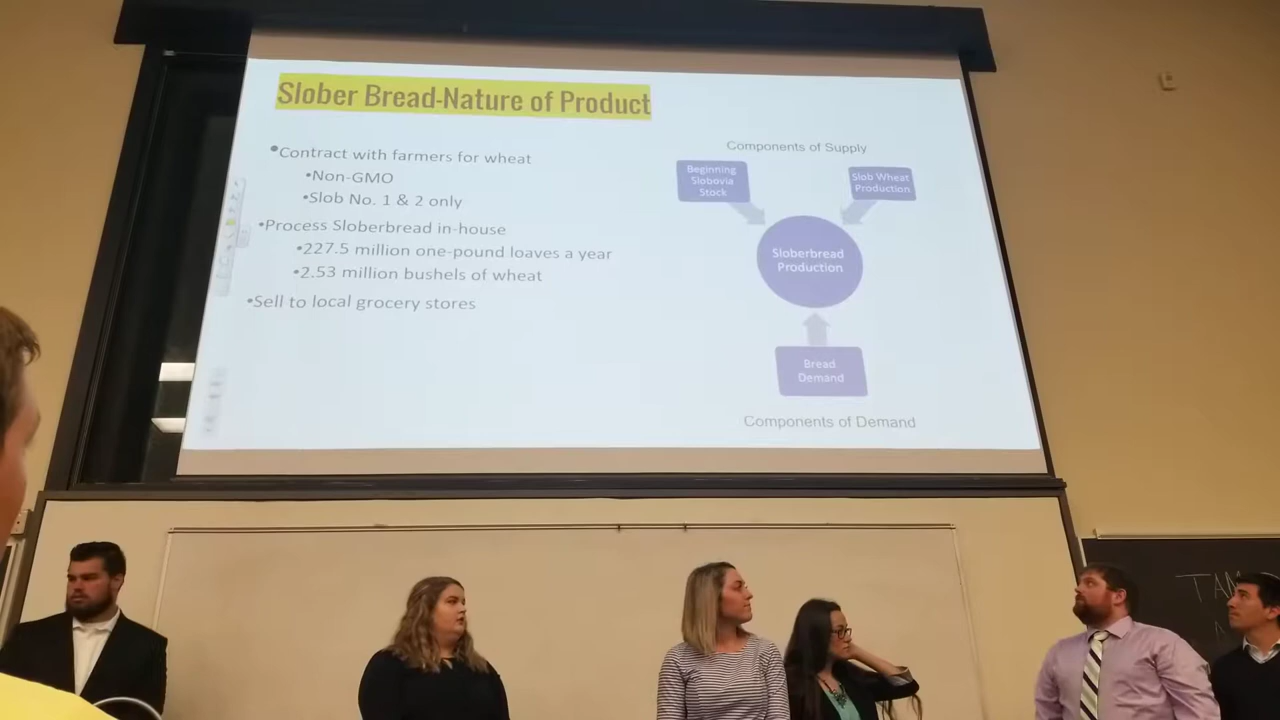 Slober Bread-Nature of Product
•Contract with farmers for wheat
•Non-GMO
•Slob No. 1 & 2 only
•Process Sloberbread in-house
•227.5 million one-pound loaves a year
•2.53 million bushels of wheat
•Sell to local grocery stores
Components of Supply
Beginning
Slobovia
Stock
Slob Wheat
Production
Sloberbread
Production
Bread
Demand
Components of Demand
TAM